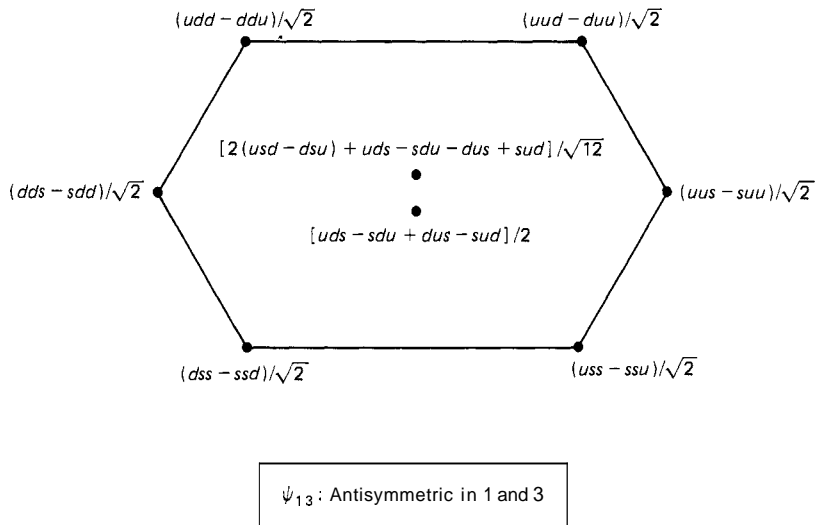 (udd – ddu)/√2 (uud – duu)/√2
[2(usd – dsu) + uds – sdu – dus + sud]/√12
(dds – sdd)/√2 (uus – suu)/√2
[uds – sdu + dus – sud]/2
(dss – ssd)/√2 (uss – ssu)/√2
ψ₁₃: Antisymmetric in 1 and 3